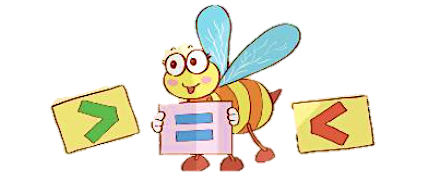 > = <